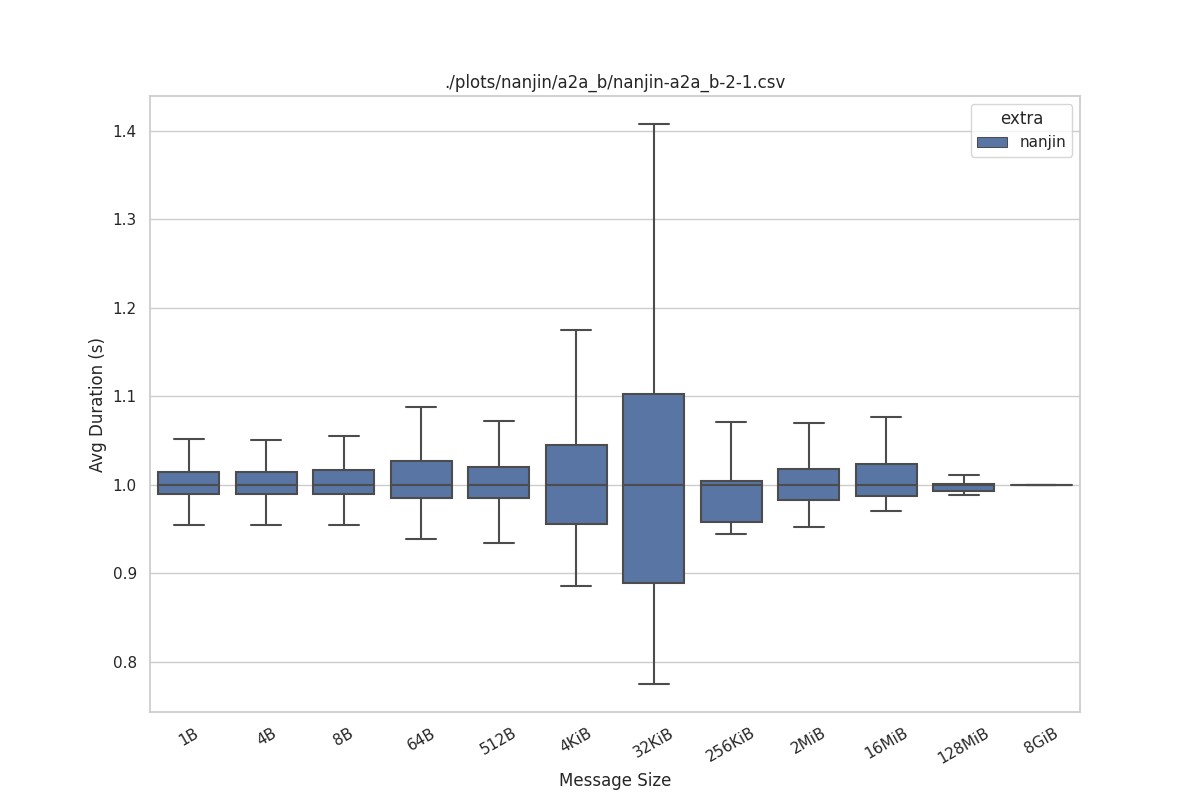 ./plots/nanjin/a2a_b/nanjin-a2a_b-2-1.csv
extra
nanjin
1.4
1.3
1.2
1.1
1.0
0.9
0.8
Avg Duration (s)
1B
4B
8B
64B
512B
4KiB
32KiB
256KiB
2MiB
16MiB
128MiB
8GiB
Message Size